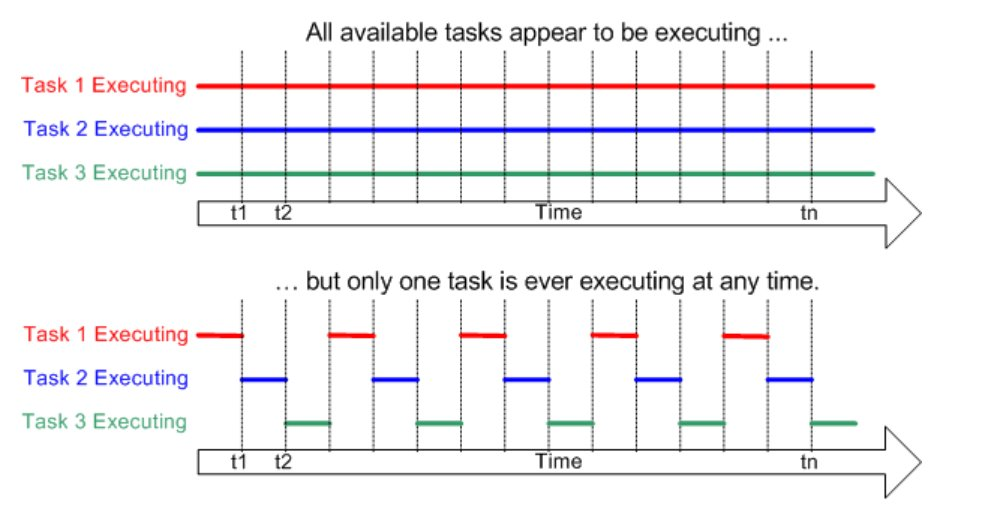 All available tasks appear to be executing ...
Task 1 Executing
Task 2 Executing
Task 3 Executing
t1 t2 Time tn
... but only one task is ever executing at any time.
Task 1 Executing
Task 2 Executing
Task 3 Executing
t1 t2 Time tn